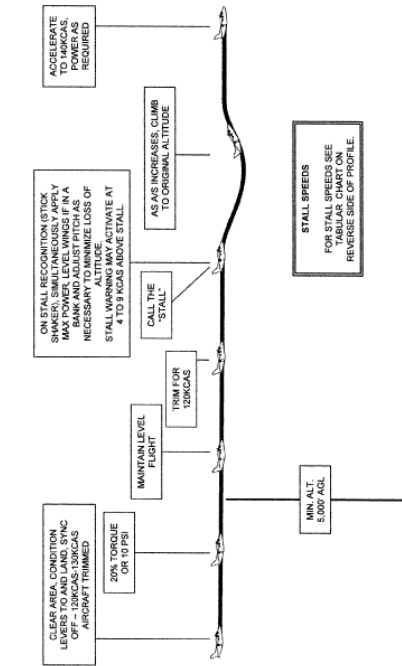 CLEAR AREA, CONDITION
LEVERS T/O AND LAND, SYNC
OFF – 120KCAS-130KCAS
AIRCRAFT TRIMMED
20% TORQUE
OR 10 PSI
MAINTAIN LEVEL
FLIGHT
TRIM FOR
120KCAS
CALL THE
"STALL"
ON STALL RECOGNITION (STICK
SHAKER), SIMULTANEOUSLY APPLY
MAX POWER, LEVEL WINGS IF IN A
BANK AND ADJUST PITCH AS
NECESSARY TO MINIMIZE LOSS OF
ALTITUDE.
STALL WARNING MAY ACTIVATE AT
4 TO 9 KCAS ABOVE STALL.
AS A/S INCREASES, CLIMB
TO ORIGINAL ALTITUDE
ACCELERATE
TO 140KCAS,
POWER AS
REQUIRED
MIN. ALT.
5,000' AGL
STALL SPEEDS
FOR STALL SPEEDS SEE
TABULAR CHART ON
REVERSE SIDE OF PROFILE.